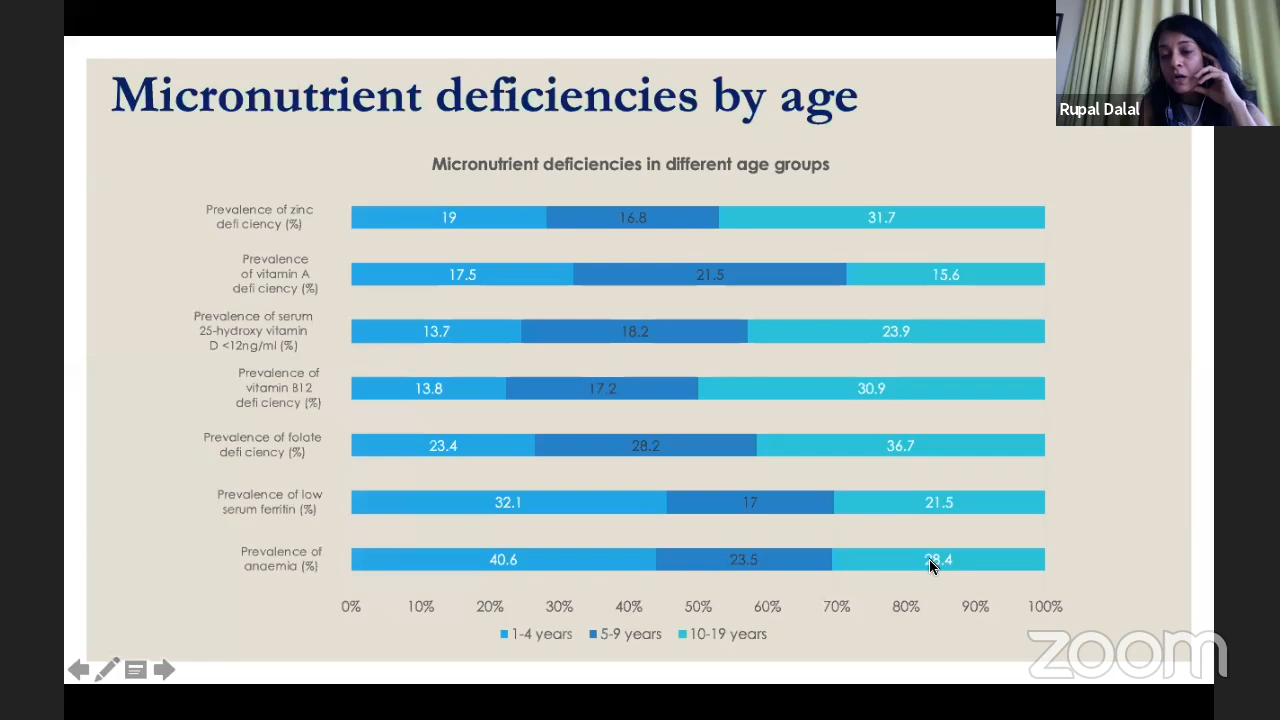 Micronutrient deficiencies by age
Rupal Dalal
Micronutrient deficiencies in different age groups
Prevalence of zinc
defi ciency (%)
19 16.8 31.7
Prevalence
of vitamin A
defi ciency (%)
17.5 21.5 15.6
Prevalence of serum
25-hydroxy vitamin
D <12ng/ml (%)
13.7 18.2 23.9
Prevalence of
vitamin B12
defi ciency (%)
13.8 17.2 30.9
Prevalence of folate
defi ciency (%)
23.4 28.2 36.7
Prevalence of low
serum ferritin (%)
32.1 17 21.5
Prevalence of
anaemia (%)
40.6 23.5 28.4
0% 10% 20% 30% 40% 50% 60% 70% 80% 90% 100%
1-4 years 5-9 years 10-19 years
zoom